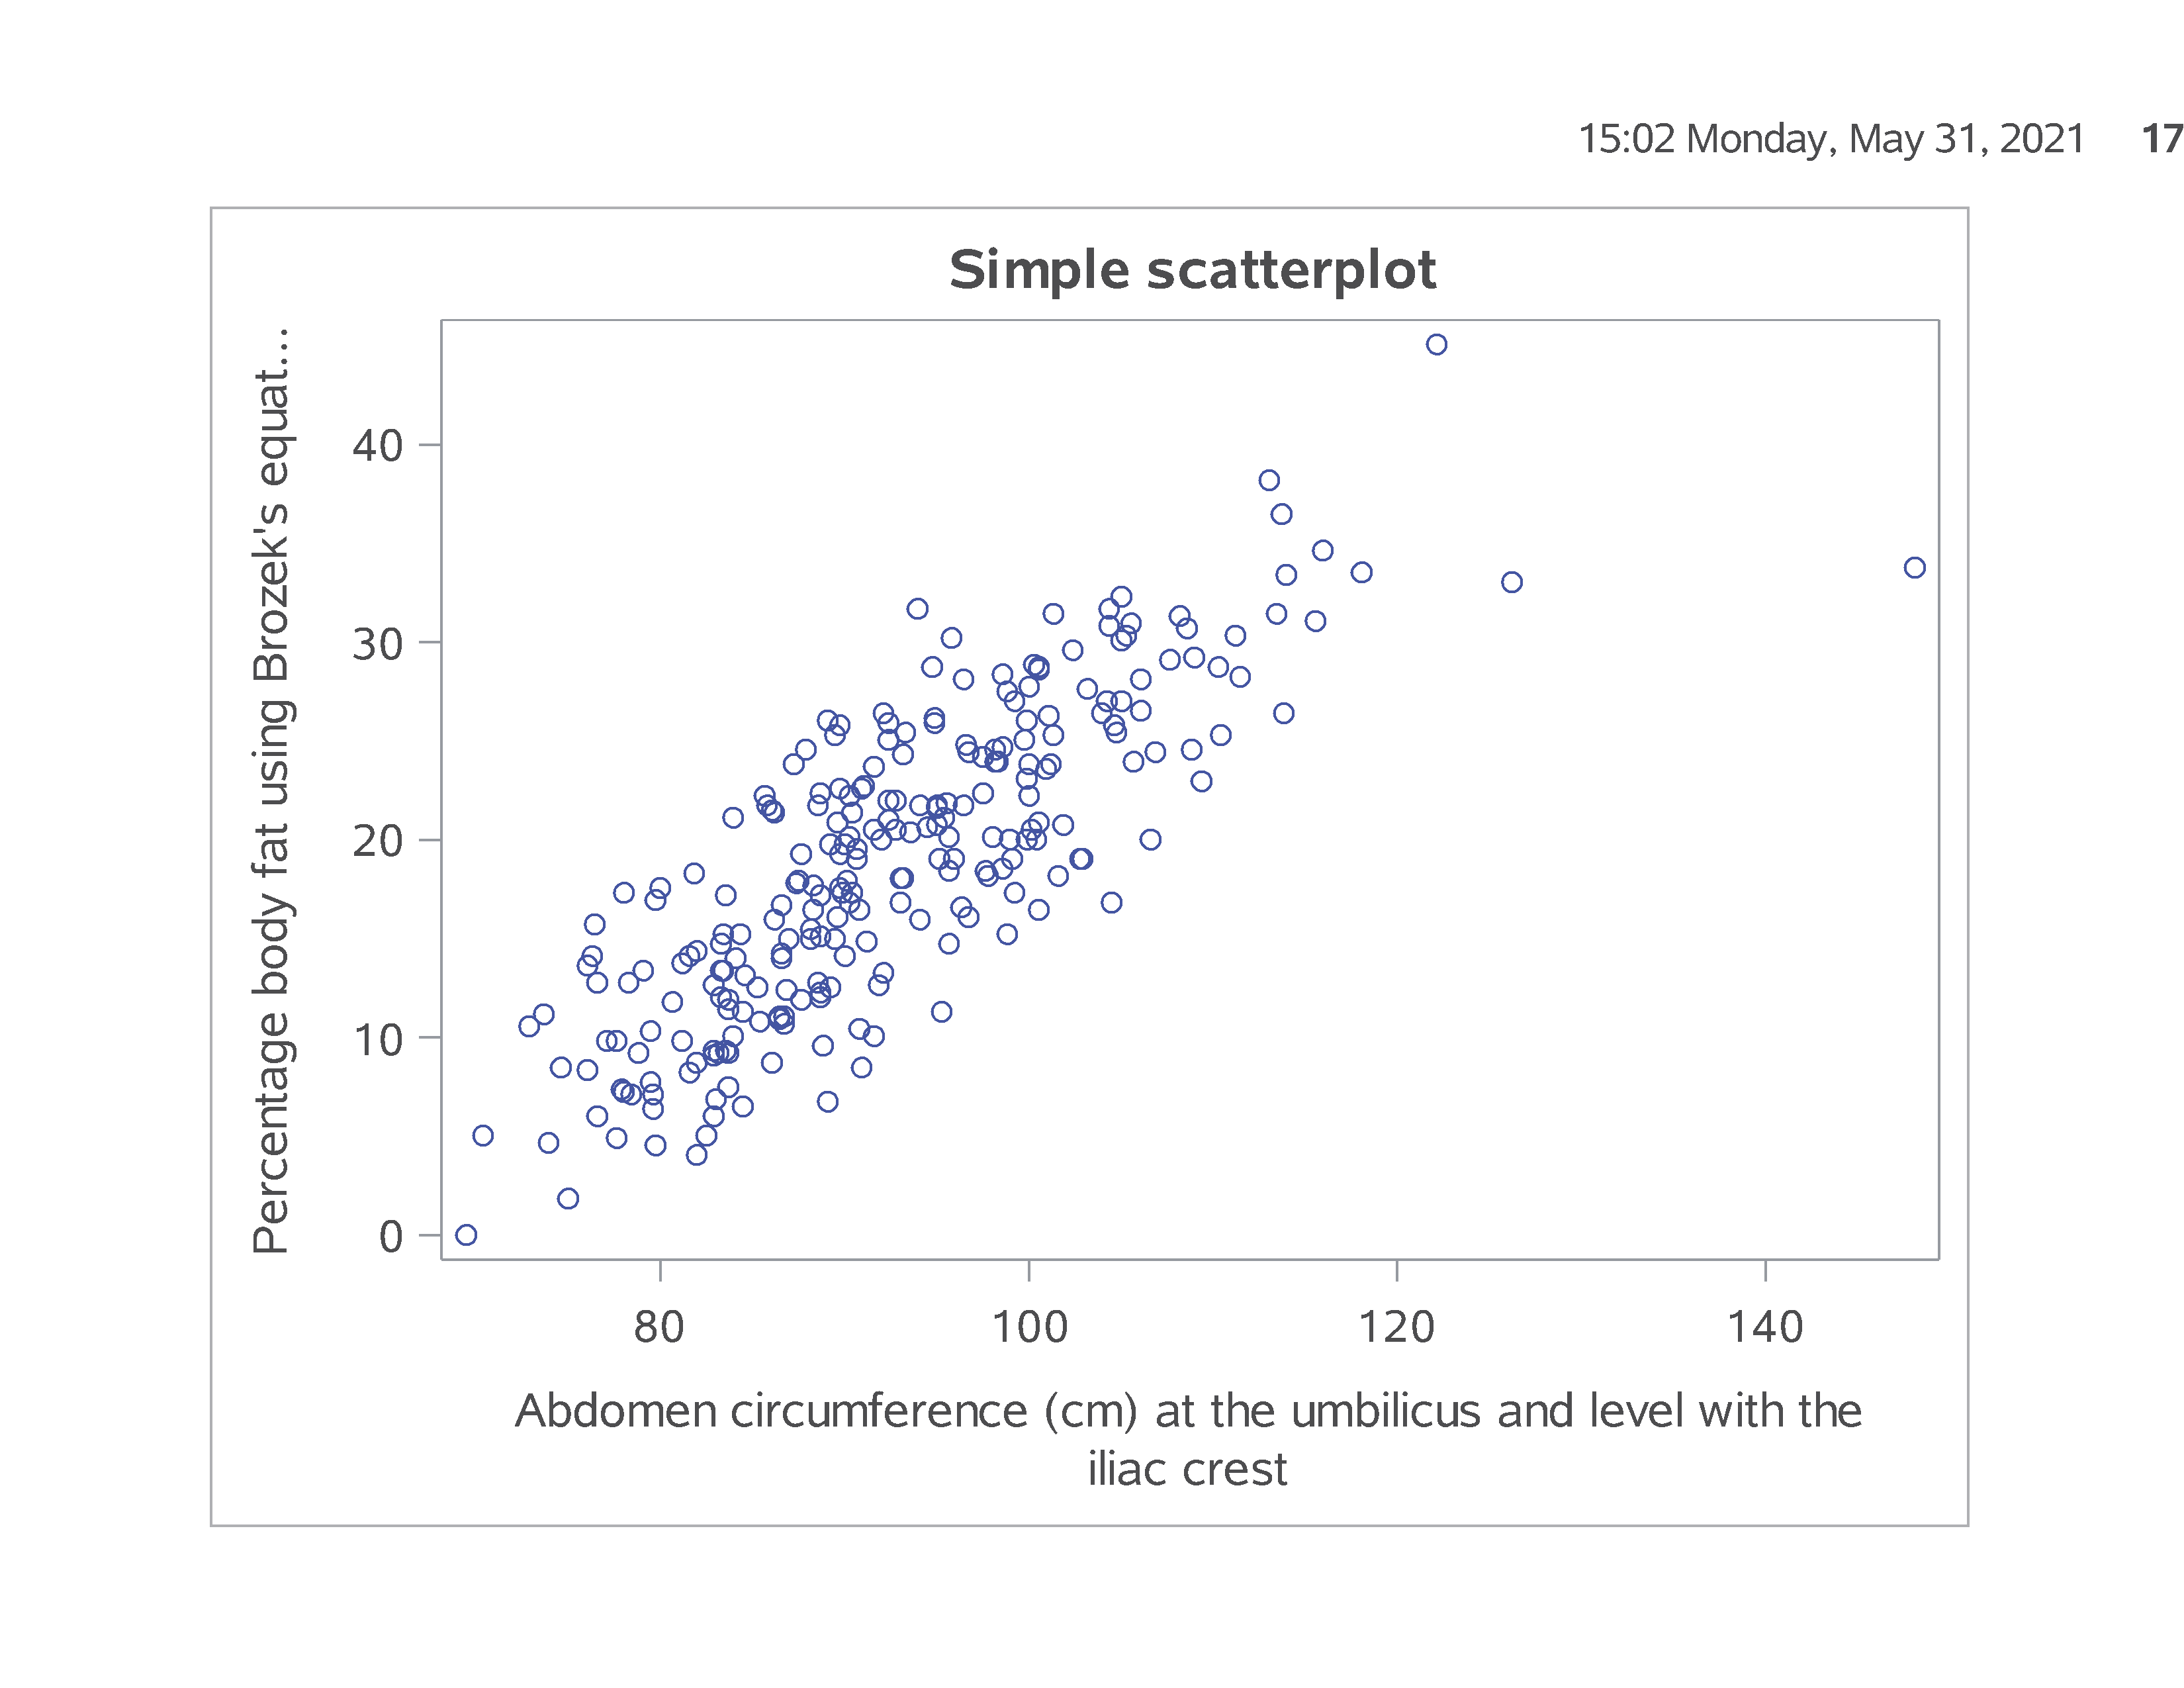 15:02 Monday, May 31, 2021 17
Simple scatterplot
Percentage body fat using Brozek's equat...
40
30
20
10
0
80 100 120 140
Abdomen circumference (cm) at the umbilicus and level with the
iliac crest